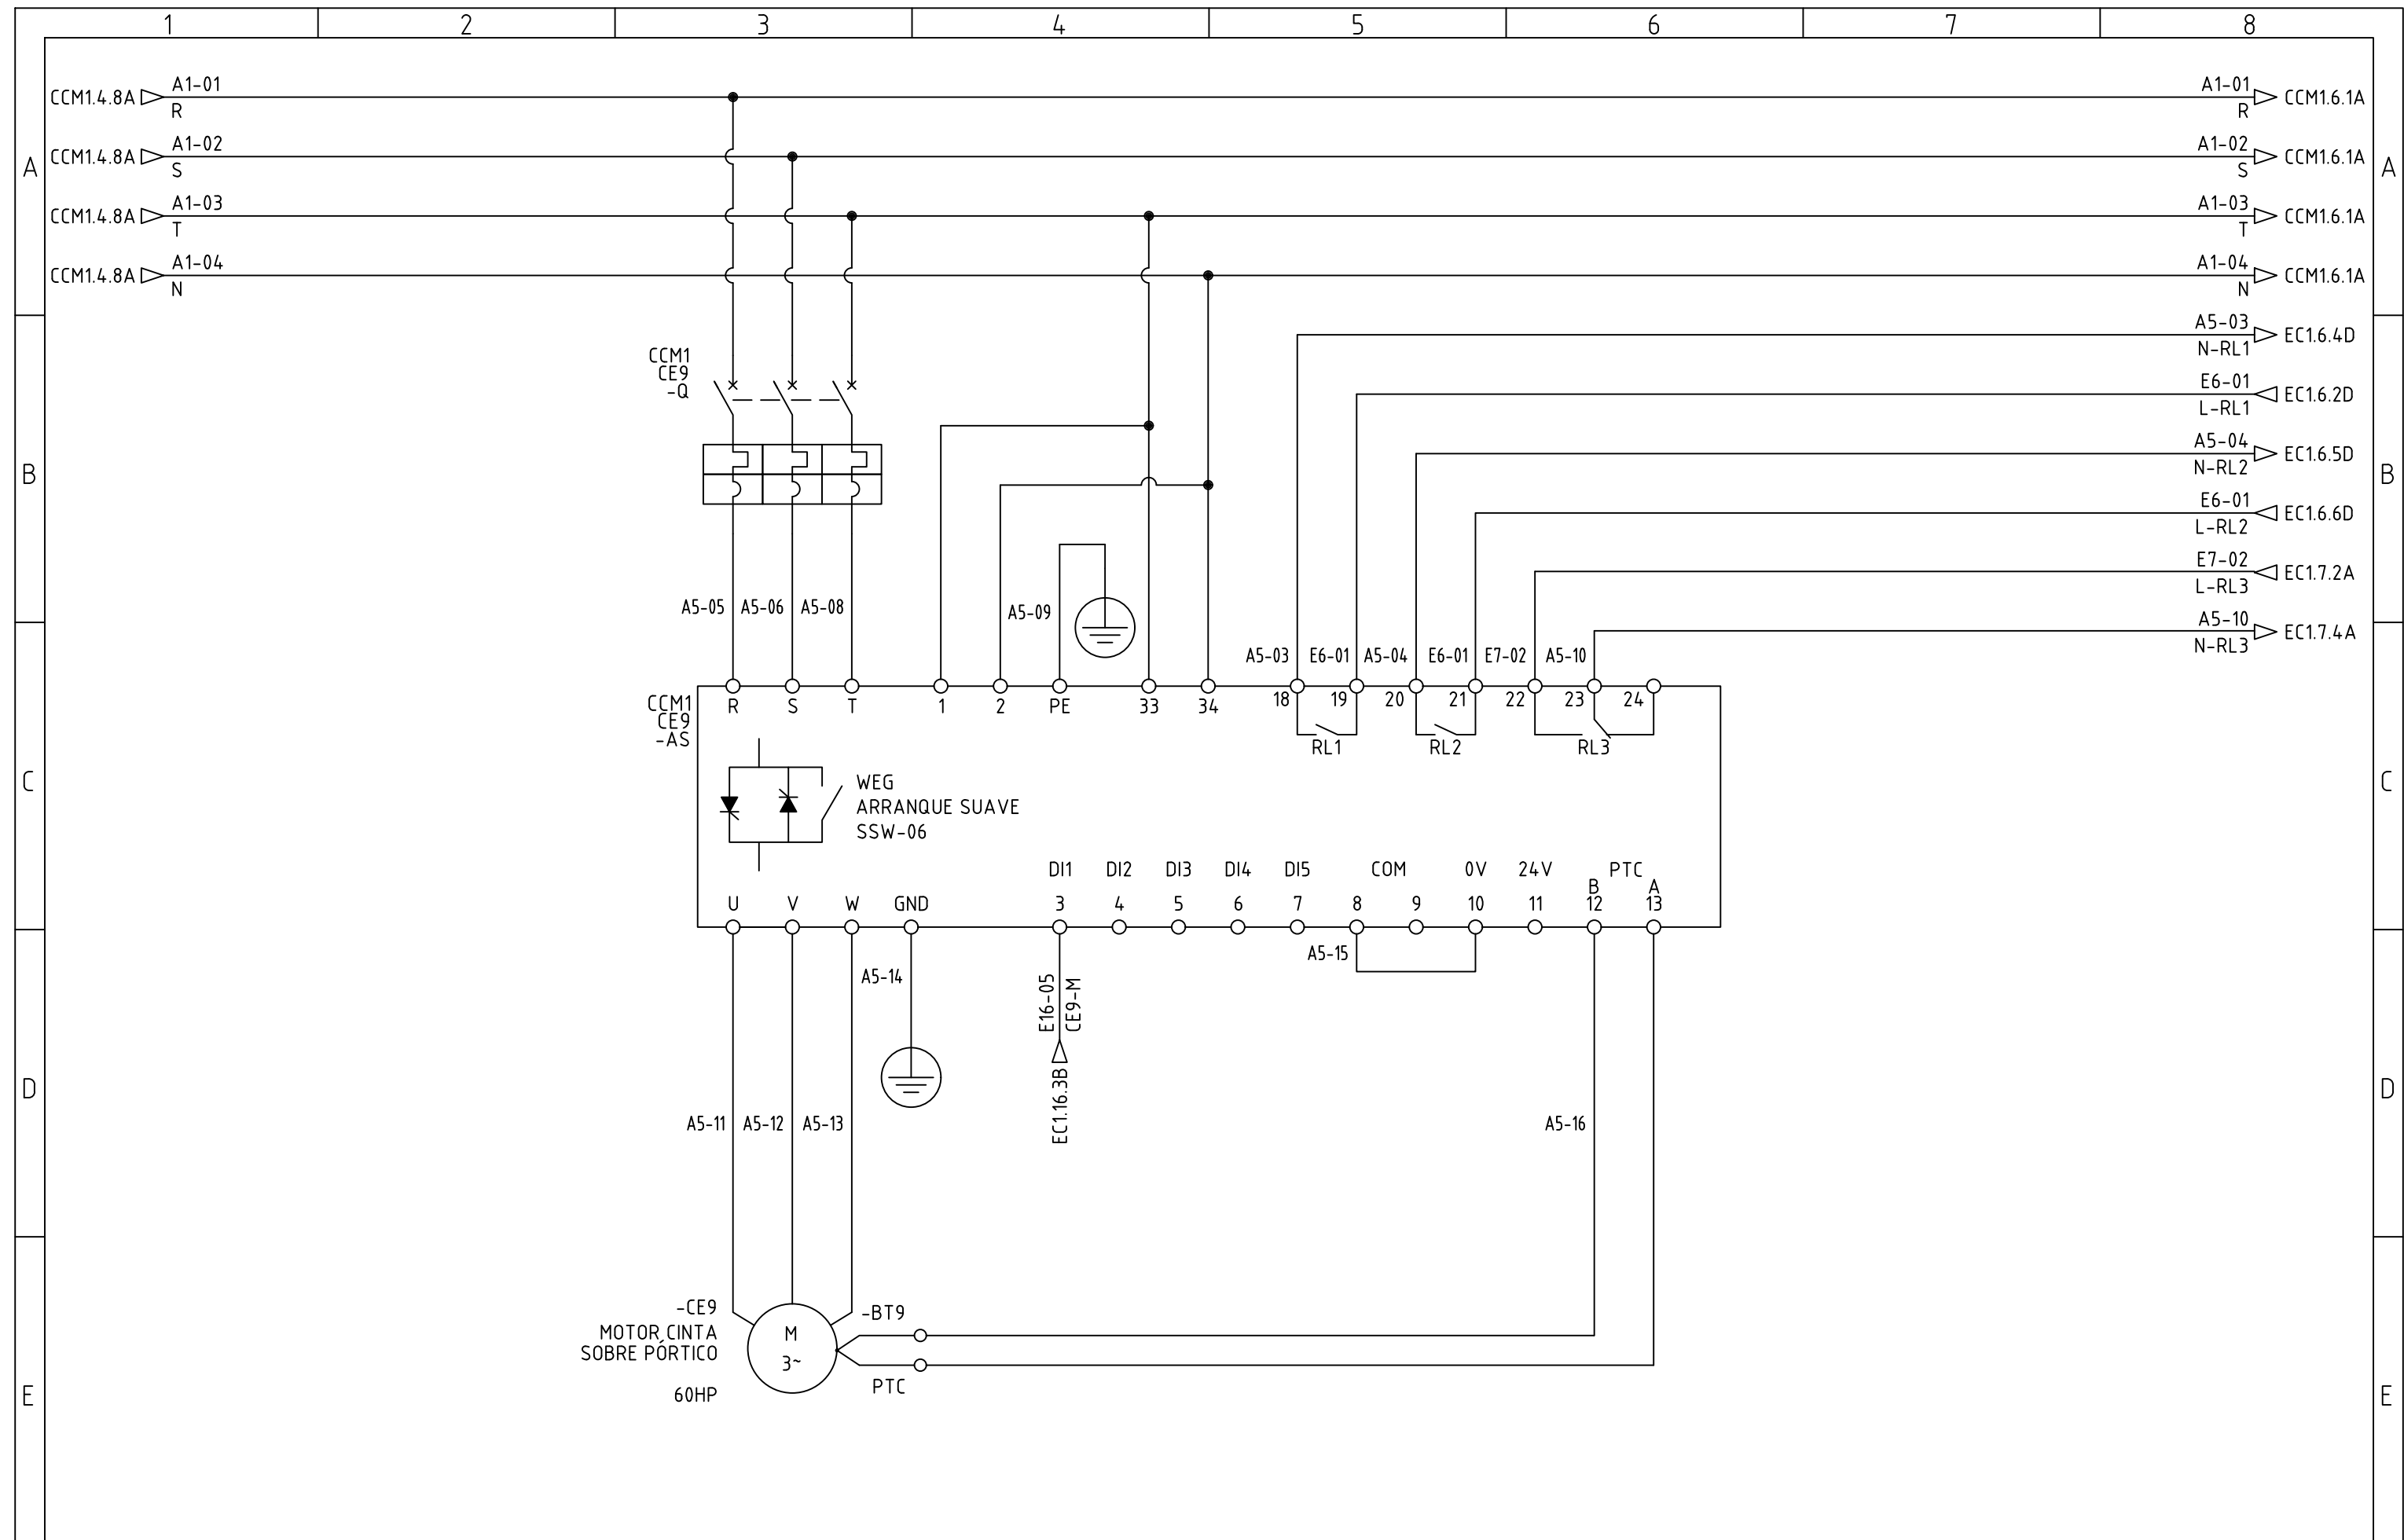 1 2 3 4 5 6 7 8
A1-01 A1-01
CCM1.4.8A CCM1.6.1A
R R
A1-02 A1-02
A CCM1.4.8A CCM1.6.1A A
S S
A1-03 A1-03
CCM1.4.8A CCM1.6.1A
T T
A1-04 A1-04
CCM1.4.8A CCM1.6.1A
N N
A5-03
EC1.6.4D
N-RL1
CCM1
CE9
-Q
E6-01
EC1.6.2D
L-RL1
A5-04
EC1.6.5D
N-RL2
B B
E6-01
EC1.6.6D
L-RL2
E7-02
EC1.7.2A
L-RL3
A5-05 A5-06 A5-08 A5-09
A5-10
EC1.7.4A
N-RL3
A5-03 E6-01 A5-04 E6-01 E7-02 A5-10
CCM1
CE9
-AS
R S T 1 2 PE 33 34 18 19 20 21 22 23 24
RL1 RL2 RL3
C C
WEG
ARRANQUE SUAVE
SSW-06
DI1 DI2 DI3 DI4 DI5 COM 0V 24V PTC
B A
U V W GND 3 4 5 6 7 8 9 10 11 12 13
A5-14 A5-15
E16-05
CE9-M
EC1.16.3B
D D
A5-11 A5-12 A5-13 A5-16
-CE9 -BT9
MOTOR CINTA
SOBRE PÓRTICO
M
3~
60HP PTC
E E